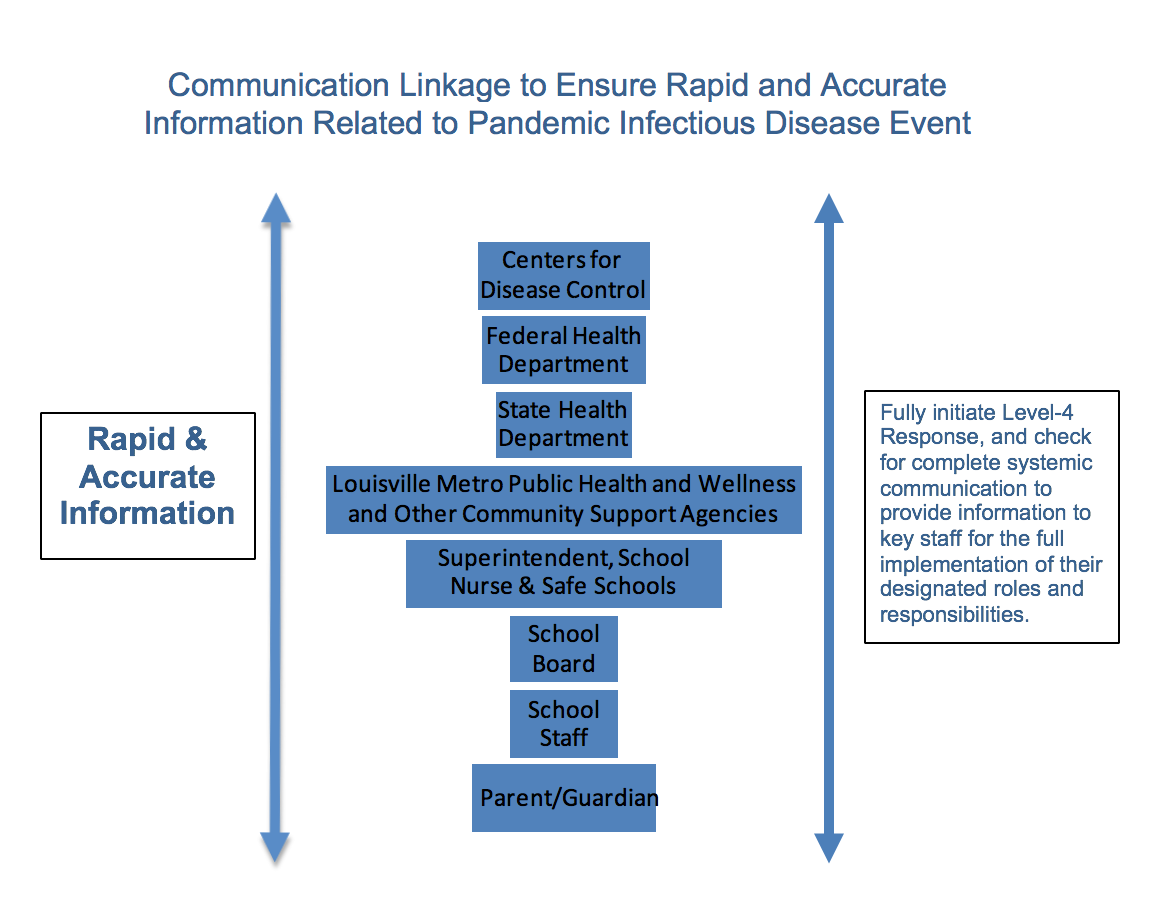 Communication Linkage to Ensure Rapid and Accurate
Information Related to Pandemic Infectious Disease Event
Centers for
Disease Control
Federal Health
Department
State Health
Department
Louisville Metro Public Health and Wellness
and Other Community Support Agencies
Superintendent, School
Nurse & Safe Schools
School
Board
School
Staff
Parent/Guardian
Rapid &
Accurate
Information
Fully initiate Level-4
Response, and check
for complete systemic
communication to
provide information to
key staff for the full
implementation of their
designated roles and
responsibilities.